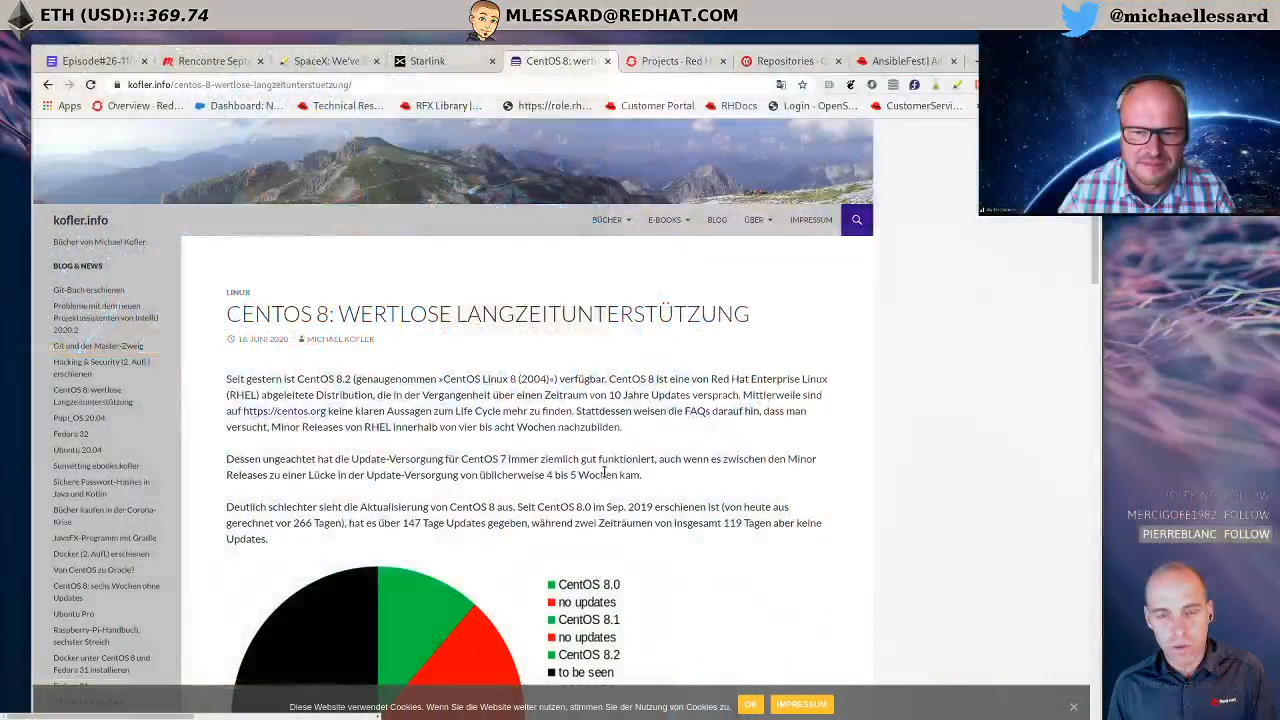 ETH (USD)::369.74
MLESSARD@REDHAT.COM
@michaellessard
Episode#26-11/
Rencontre Sept
SpaceX: We've
Starlink
CentOS 8: wertl
Projects - Red H
Repositories - C
AnsibleFest | An
kofler.info/centos-8-wertlose-langzeitunterstuetzung/
Apps
Overview - Red...
Dashboard: N...
Technical Res...
RFX Library |...
https://role.rh...
Customer Portal
RHDOcs
Login - OpenS...
CustomerServi...
kofler.info
BÜCHER
E-BOOKS
BLOG
ÜBER
IMPRESSUM
Bücher von Michael Kofler.
BLOG & NEWS
Git-Buch erschienen
Probleme mit dem neuen
Projektassistenten von IntelliJ
2020.2
Git und der Master-Zweig
Hacking & Security (2. Aufl.)
erschienen
CentOS 8: wertlose
Langzeitunterstützung
Pop!_OS 20.04
Fedora 32
Ubuntu 20.04
Sunsetting ebooks.kofler
Sichere Passwort-Hashes in
Java und Kotlin
Bücher kaufen in der Corona-
Krise
JavaFX-Programm mit Gradle
Docker (2. Aufl.) erschienen
Von CentOS zu Oracle?
CentOS 8: sechs Wochen ohne
Updates
Ubuntu Pro
Raspberry-Pi-Handbuch,
sechster Streich
Docker unter CentOS 8 und
Fedora 31 installieren
LINUX
CENTOS 8: WERTLOSE LANGZEITUNTERSTÜTZUNG
16. JUNI 2020
MICHAEL KOFLER
Seit gestern ist CentOS 8.2 (genaugenommen »CentOS Linux 8 (2004)«) verfügbar. CentOS 8 ist eine von Red Hat Enterprise Linux
(RHEL) abgeleitete Distribution, die in der Vergangenheit über einen Zeitraum von 10 Jahre Updates versprach. Mittlerweile sind
auf https://centos.org keine klaren Aussagen zum Life Cycle mehr zu finden. Stattdessen weisen die FAQs darauf hin, dass man
versucht, Minor Releases von RHEL innerhalb von vier bis acht Wochen nachzubilden.
Dessen ungeachtet hat die Update-Versorgung für CentOS 7 immer ziemlich gut funktioniert, auch wenn es zwischen den Minor
Releases zu einer Lücke in der Update-Versorgung von üblicherweise 4 bis 5 Wochen kam.
Deutlich schlechter sieht die Aktualisierung von CentOS 8 aus. Seit CentOS 8.0 im Sep. 2019 erschienen ist (von heute aus
gerechnet vor 266 Tagen), hat es über 147 Tage Updates gegeben, während zwei Zeiträumen von insgesamt 119 Tagen aber keine
Updates.
CentOS 8.0
no updates
CentOS 8.1
no updates
CentOS 8.2
to be seen
Diese Website verwendet Cookies. Wenn Sie die Website weiter nutzen, stimmen Sie der Nutzung von Cookies zu.
OK
IMPRESSUM
MERCIGOFE1982 FOLLOW
PIERREBLANC FOLLOW
Red Hat